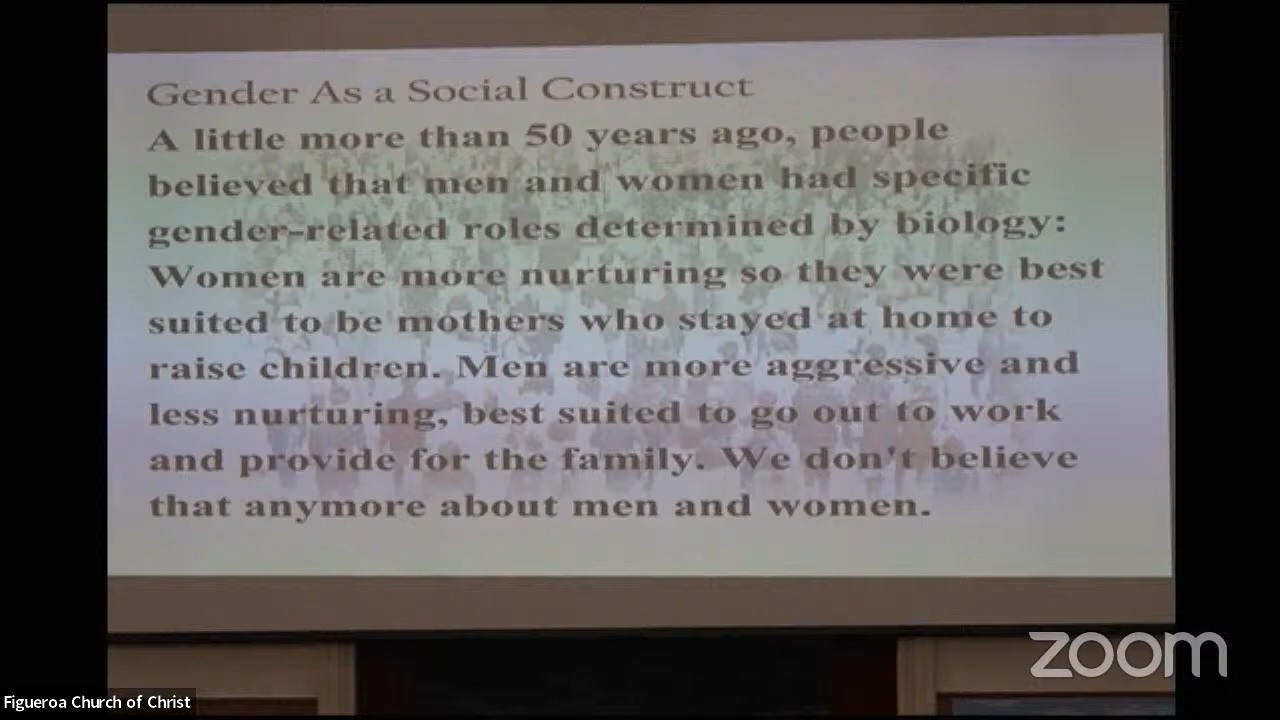 Gender As a Social Construct
A little more than 50 years ago, people
believed that men and women had specific
gender-related roles determined by biology:
Women are more nurturing so they were best
suited to be mothers who stayed at home to
raise children. Men are more aggressive and
less nurturing, best suited to go out to work
and provide for the family. We don't believe
that anymore about men and women.
zoom
Figueroa Church of Christ